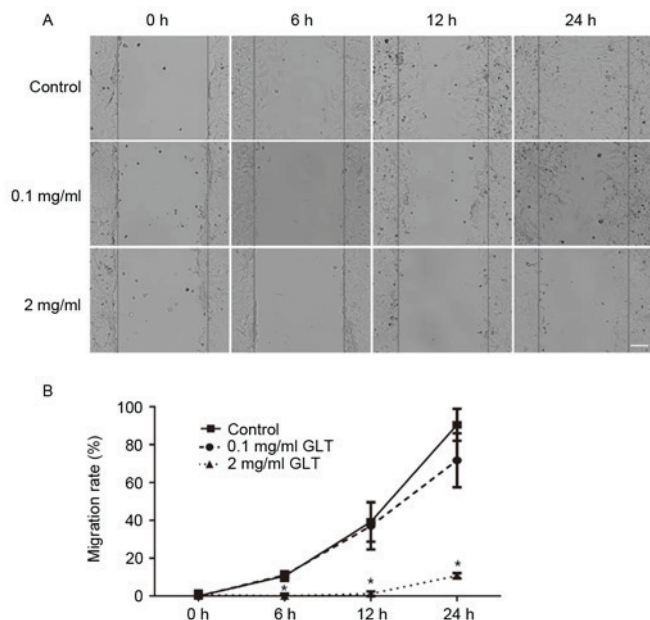 A
0 h 6 h 12 h 24 h
Control
0.1 mg/ml
2 mg/ml
B
100
80
60
40
20
0
Migration rate (%)
Control
0.1 mg/ml GLT
2 mg/ml GLT
* * *
0 h 6 h 12 h 24 h